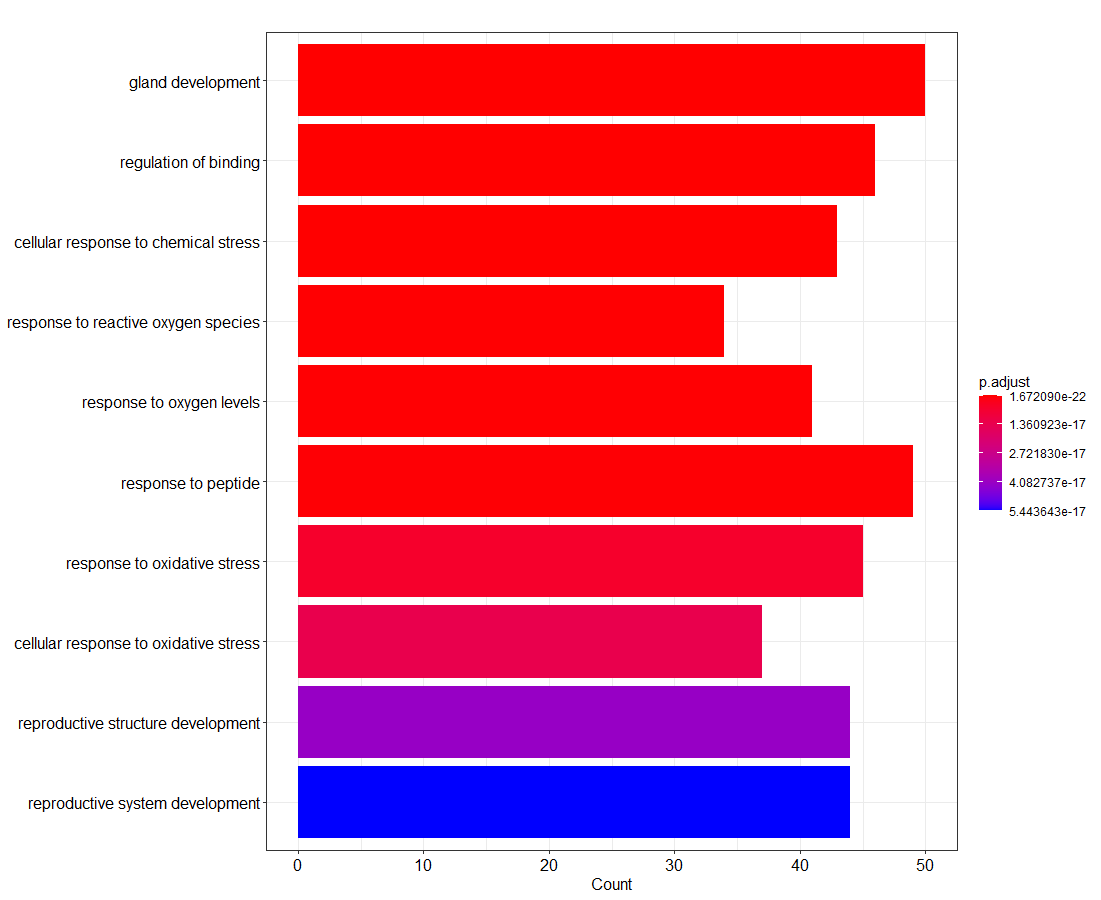 gland development
regulation of binding
cellular response to chemical stress
response to reactive oxygen species
response to oxygen levels
response to peptide
response to oxidative stress
cellular response to oxidative stress
reproductive structure development
reproductive system development
0 10 20 30 40 50
Count
p.adjust
1.672090e-22
1.360923e-17
2.721830e-17
4.082737e-17
5.443643e-17